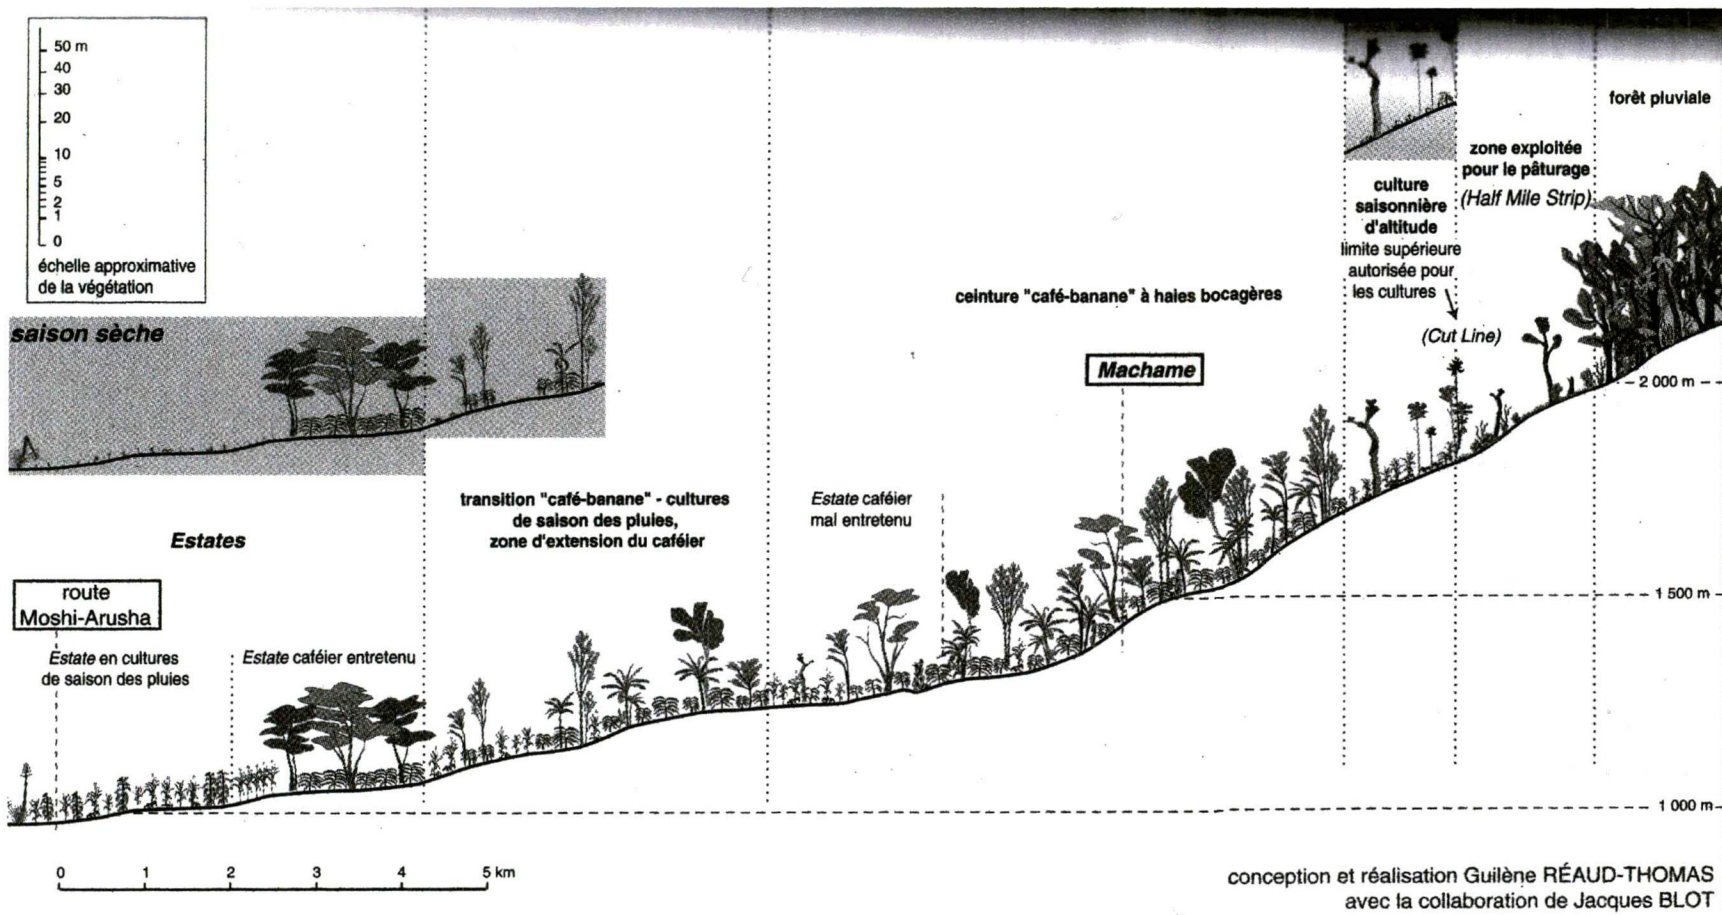 50 m
40
30
20
10
5
2
1
0
échelle approximative
de la végétation
saison sèche
Estates
route
Moshi-Arusha
Estate en cultures
de saison des pluies
Estate caféier entretenu
transition "café-banane" - cultures
de saison des pluies,
zone d'extension du caféier
Estate caféier
mal entretenu
ceinture "café-banane" à haies bocagères
Machame
culture
saisonnière
d'altitude
limite supérieure
autorisée pour
les cultures
(Cut Line)
zone exploitée
pour le pâturage
(Half Mile Strip)
forêt pluviale
2 000 m
1 500 m
1 000 m
0 1 2 3 4 5 km
conception et réalisation Guilène RÉAUD-THOMAS
avec la collaboration de Jacques BLOT